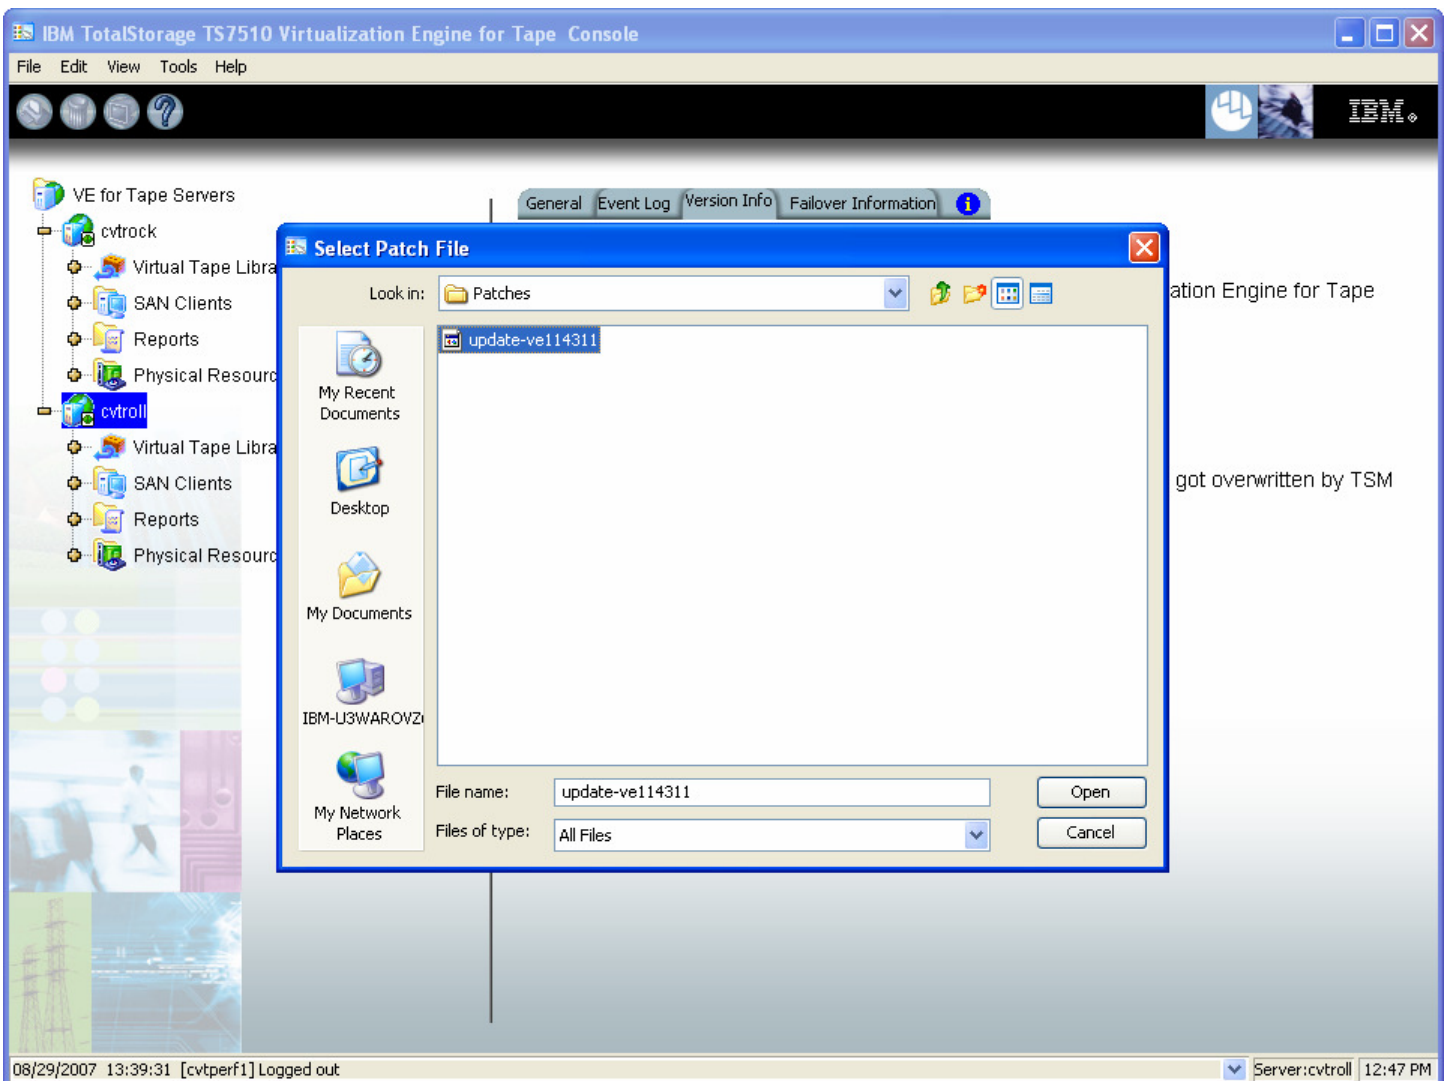 IBM TotalStorage TS7510 Virtualization Engine for Tape Console
File Edit View Tools Help
IBM
VE for Tape Servers
cvtrock
Virtual Tape Libra
SAN Clients
Reports
Physical Resourc
cvtroll
Virtual Tape Libra
SAN Clients
Reports
Physical Resourc
General Event Log Version Info Failover Information
ation Engine for Tape
got overwritten by TSM
Select Patch File
Look in: Patches
update-ve114311
My Recent
Documents
Desktop
My Documents
IBM-U3WAROVZ
My Network
Places
File name: update-ve114311 Open
Files of type: All Files Cancel
08/29/2007 13:39:31 [cvtperf1] Logged out Server:cvtroll 12:47 PM